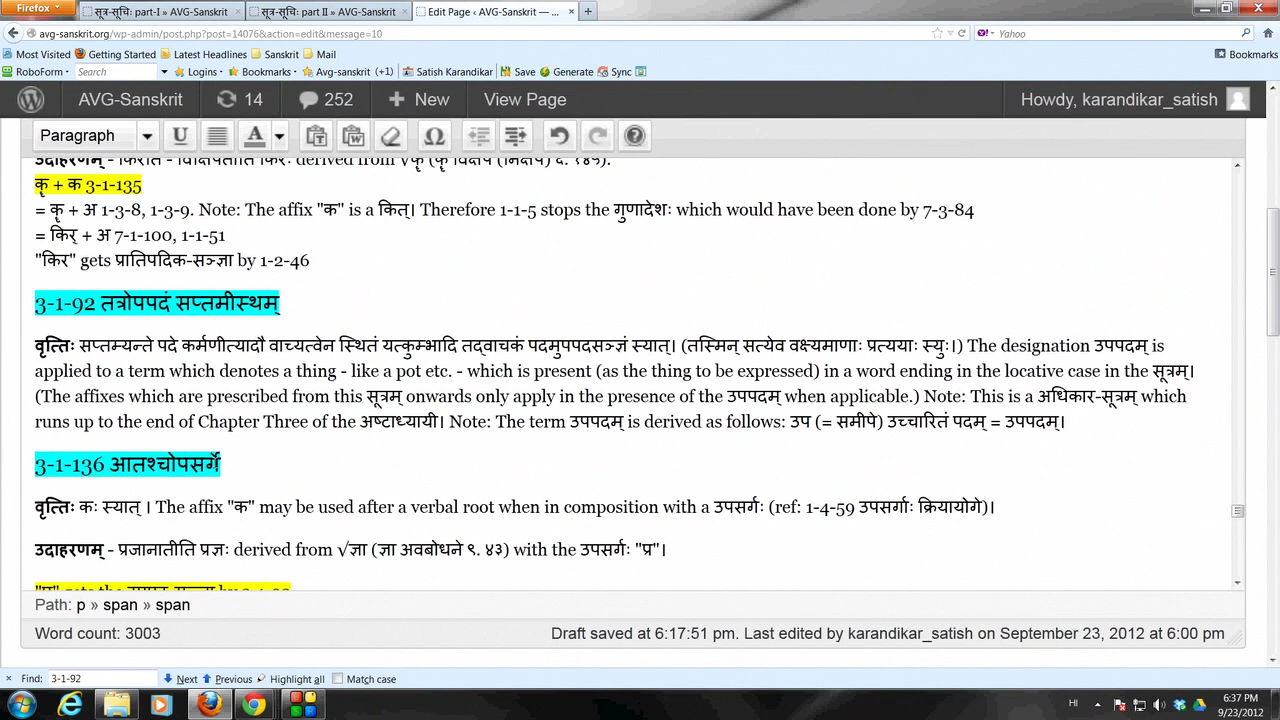 Firefox
सूत्र-सूचिः part-I » AVG-Sanskrit
सूत्र-सूचिः part II » AVG-Sanskrit
Edit Page ‹ AVG-Sanskrit — ...
avg-sanskrit.org/wp-admin/post.php?post=14076&action=edit&message=10
Yahoo
Most Visited Getting Started Latest Headlines Sanskrit Mail Bookmarks
RoboForm Search Logins Bookmarks Avg-sanskrit (+1) Satish Karandikar Save Generate Sync
AVG-Sanskrit 14 252 New View Page Howdy, karandikar_satish
Paragraph
उदाहरणम् - किरति - विक्षिपतीति किरः derived from √कॄ (कॄ विक्षेपे (निक्षेपे) ६. १४५).
कॄ + क 3-1-135
= कॄ + अ 1-3-8, 1-3-9. Note: The affix "क" is a कित्। Therefore 1-1-5 stops the गुणादेशः which would have been done by 7-3-84
= किर् + अ 7-1-100, 1-1-51
"किर" gets प्रातिपदिक-सञ्ज्ञा by 1-2-46
3-1-92 तत्रोपपदं सप्तमीस्थम्
वृत्तिः सप्तम्यन्ते पदे कर्मणीत्यादौ वाच्यत्वेन स्थितं यत्कुम्भादि तद्वाचकं पदमुपपदसञ्ज्ञं स्यात्। (तस्मिन् सत्येव वक्ष्यमाणाः प्रत्ययाः स्युः।) The designation उपपदम् is
applied to a term which denotes a thing - like a pot etc. - which is present (as the thing to be expressed) in a word ending in the locative case in the सूत्रम्।
(The affixes which are prescribed from this सूत्रम् onwards only apply in the presence of the उपपदम् when applicable.) Note: This is a अधिकार-सूत्रम् which
runs up to the end of Chapter Three of the अष्टाध्यायी। Note: The term उपपदम् is derived as follows: उप (= समीपे) उच्चारितं पदम् = उपपदम्।
3-1-136 आतश्चोपसर्गे
वृत्तिः कः स्यात् । The affix "क" may be used after a verbal root when in composition with a उपसर्गः (ref: 1-4-59 उपसर्गाः क्रियायोगे)।
उदाहरणम् - प्रजानातीति प्रज्ञः derived from √ज्ञा (ज्ञा अवबोधने ९. ४३) with the उपसर्गः "प्र"।
Path: p » span » span
Word count: 3003 Draft saved at 6:17:51 pm. Last edited by karandikar_satish on September 23, 2012 at 6:00 pm
Find: 3-1-92 Next Previous Highlight all Match case
HI
6:37 PM
9/23/2012